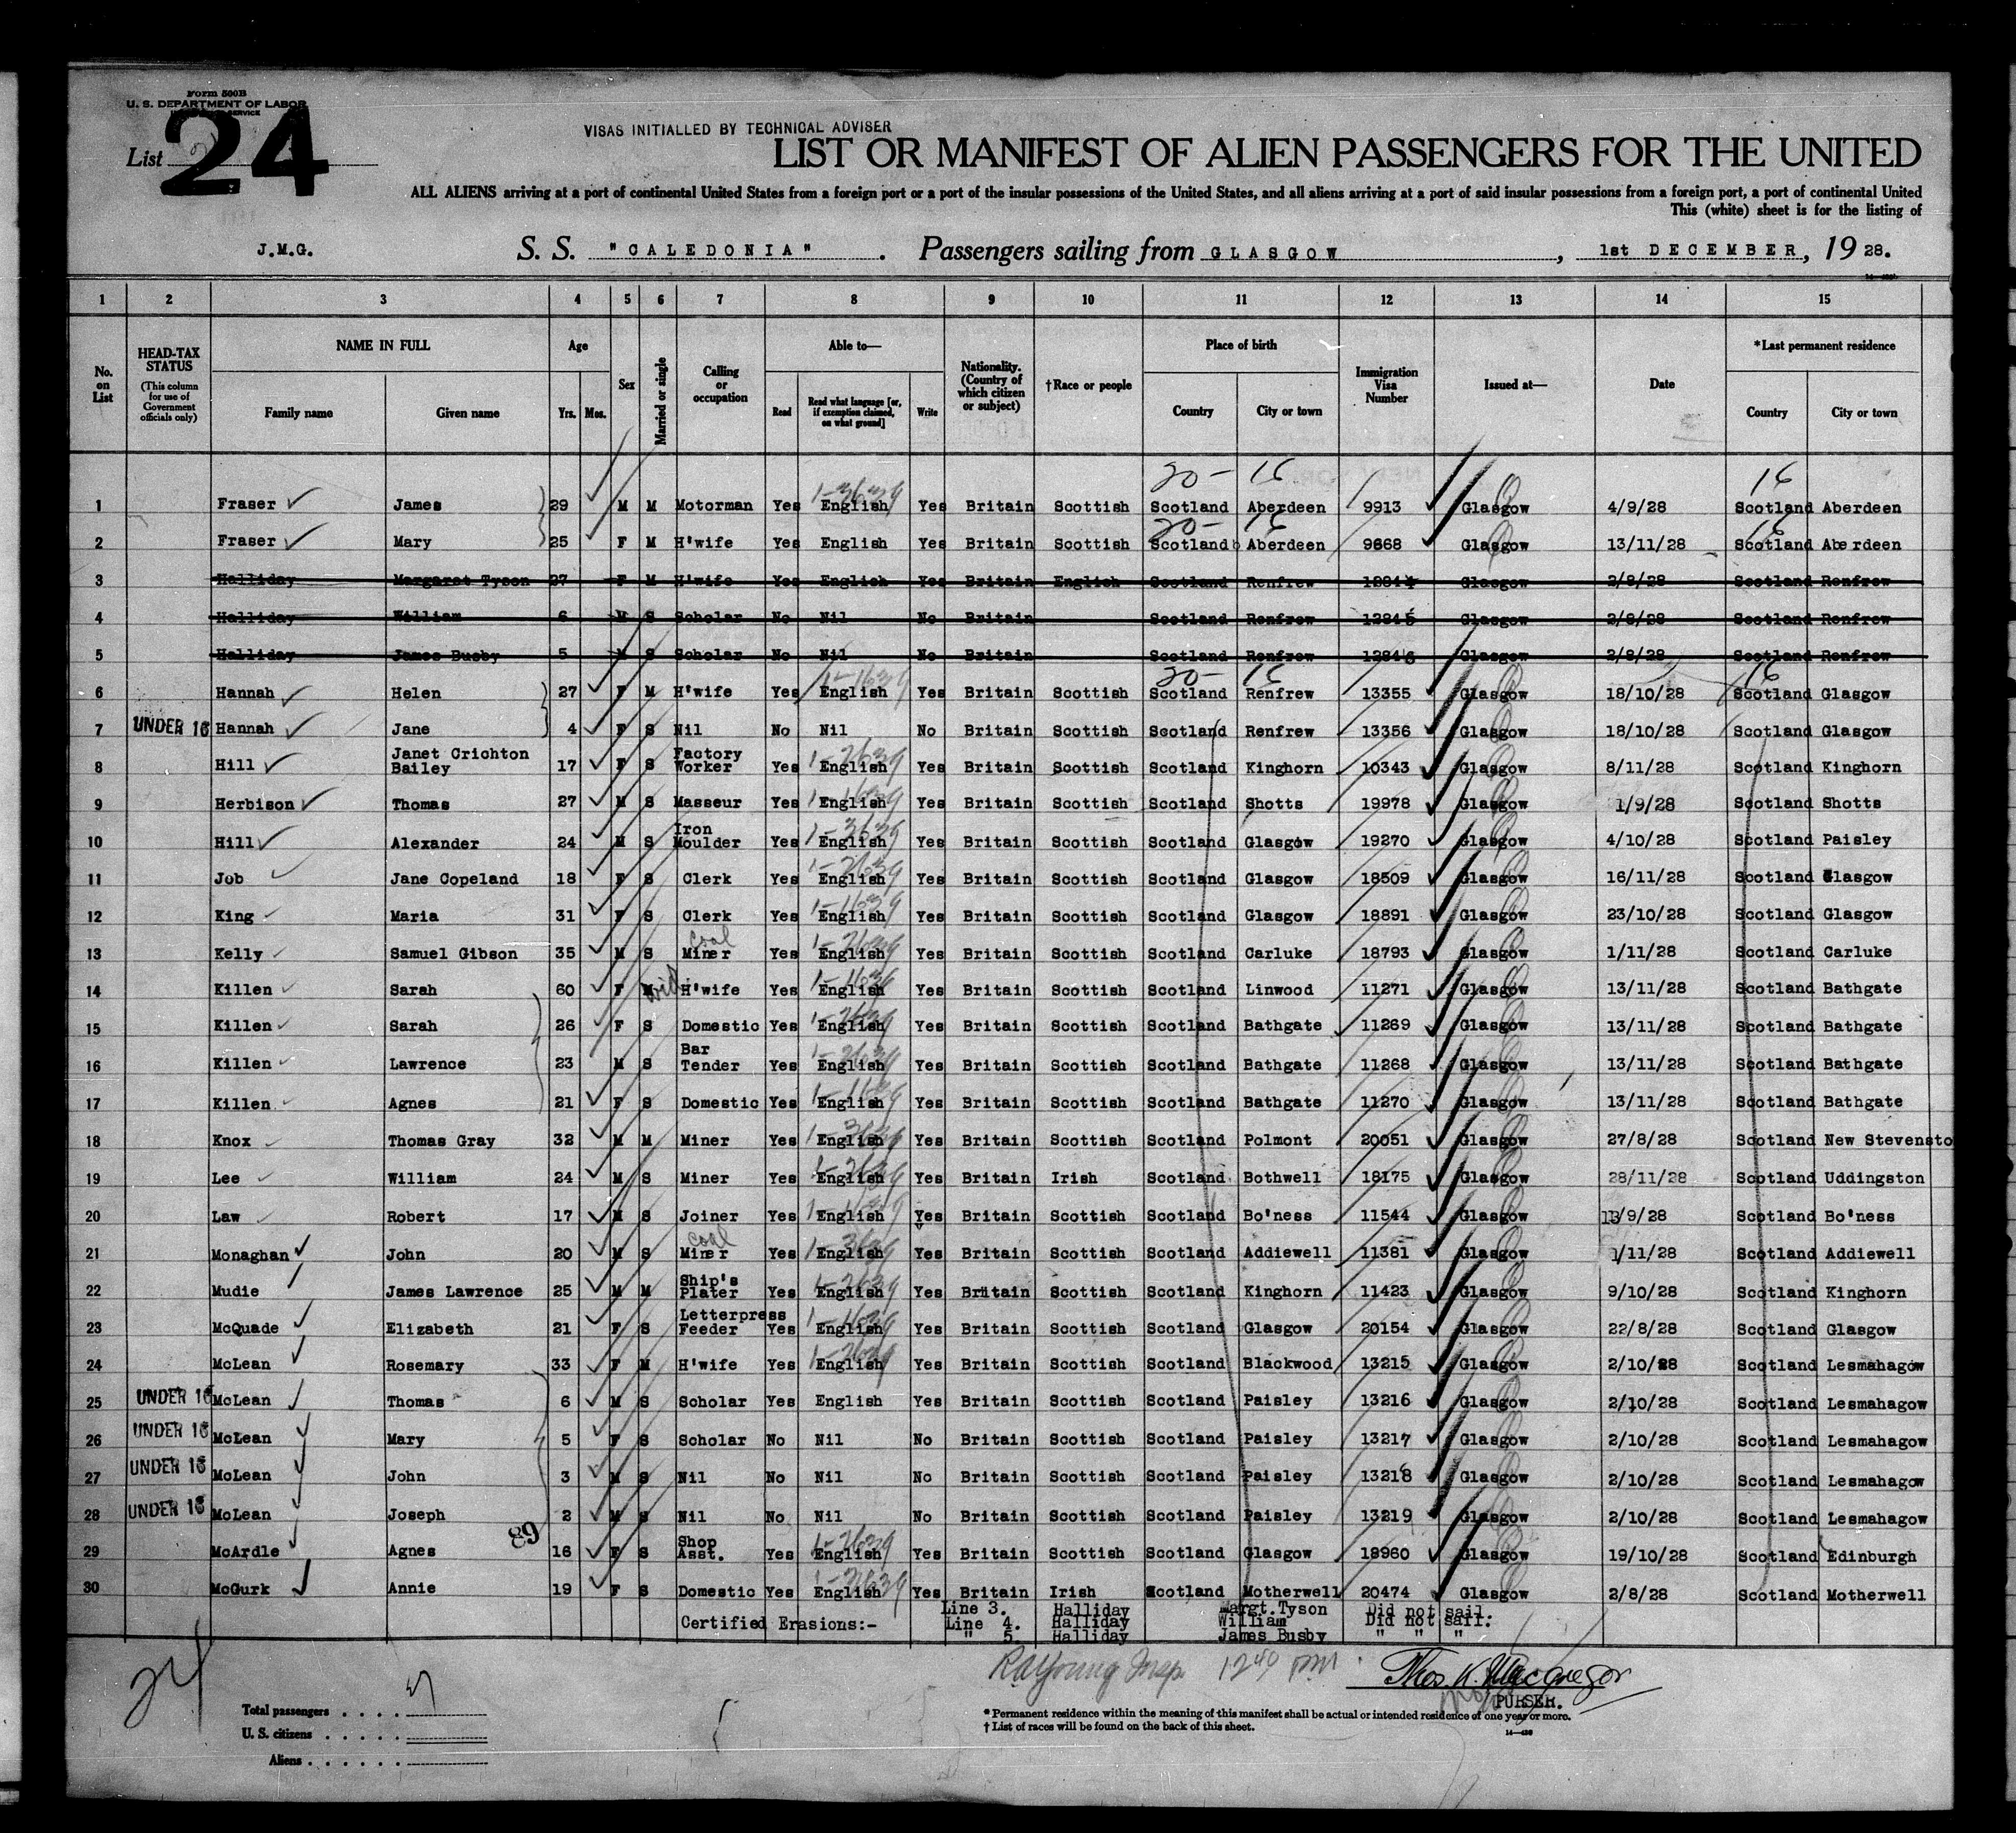 Form 500B
U. S. DEPARTMENT OF LABOR
SERVICE
List 24
VISAS INITIALLED BY TECHNICAL ADVISER
LIST OR MANIFEST OF ALIEN PASSENGERS FOR THE UNITED
ALL ALIENS arriving at a port of continental United States from a foreign port or a port of the insular possessions of the United States, and all aliens arriving at a port of said insular possessions from a foreign port, a port of continental United
This (white) sheet is for the listing of
J.M.G. S. S. "CALEDONIA" . Passengers sailing from GLASGOW , 1st DECEMBER, 1928.
1 2 3 4 5 6 7 8 9 10 11 12 13 14 15
No. on List HEAD-TAX STATUS (This column for use of Government officials only) NAME IN FULL Family name Given name Age Yrs. Mos. Sex Married or single Calling or occupation Able to— Read Read what language [or, if exemption claimed, on what ground] Write Nationality. (Country of which citizen or subject) †Race or people Place of birth Country City or town Immigration Visa Number Issued at— Date *Last permanent residence Country City or town
20- 16 16
1 Fraser James 29 M M Motorman Yes English Yes Britain Scottish Scotland Aberdeen 9913 Glasgow 4/9/28 Scotland Aberdeen
20- 16 16
2 Fraser Mary 25 F M H'wife Yes English Yes Britain Scottish Scotland Aberdeen 9668 Glasgow 13/11/28 Scotland Aberdeen
3 Halliday Margaret Tyson 27 F M H'wife Yes English Yes Britain English Scotland Renfrew 12844 Glasgow 2/8/28 Scotland Renfrew
4 Halliday William 6 M S Scholar No Nil No Britain Scotland Renfrew 12845 Glasgow 2/8/28 Scotland Renfrew
5 Halliday James Busby 5 M S Scholar No Nil No Britain Scotland Renfrew 12846 Glasgow 2/8/28 Scotland Renfrew
20- 16 16
6 Hannah Helen 27 F M H'wife Yes English Yes Britain Scottish Scotland Renfrew 13355 Glasgow 18/10/28 Scotland Glasgow
7 UNDER 16 Hannah Jane 4 F S Nil No Nil No Britain Scottish Scotland Renfrew 13356 Glasgow 18/10/28 Scotland Glasgow
8 Hill Janet Crichton Bailey 17 F S Factory Worker Yes English Yes Britain Scottish Scotland Kinghorn 10343 Glasgow 8/11/28 Scotland Kinghorn
9 Herbison Thomas 27 M S Masseur Yes English Yes Britain Scottish Scotland Shotts 19978 Glasgow 1/9/28 Scotland Shotts
10 Hill Alexander 24 M S Iron Moulder Yes English Yes Britain Scottish Scotland Glasgow 19270 Glasgow 4/10/28 Scotland Paisley
11 Job Jane Copeland 18 F S Clerk Yes English Yes Britain Scottish Scotland Glasgow 18509 Glasgow 16/11/28 Scotland Glasgow
12 King Maria 31 F S Clerk Yes English Yes Britain Scottish Scotland Glasgow 18891 Glasgow 23/10/28 Scotland Glasgow
13 Kelly Samuel Gibson 35 M S coal Miner Yes English Yes Britain Scottish Scotland Carluke 18793 Glasgow 1/11/28 Scotland Carluke
14 Killen Sarah 60 F wid H'wife Yes English Yes Britain Scottish Scotland Linwood 11271 Glasgow 13/11/28 Scotland Bathgate
15 Killen Sarah 26 F S Domestic Yes English Yes Britain Scottish Scotland Bathgate 11269 Glasgow 13/11/28 Scotland Bathgate
16 Killen Lawrence 23 M S Bar Tender Yes English Yes Britain Scottish Scotland Bathgate 11268 Glasgow 13/11/28 Scotland Bathgate
17 Killen Agnes 21 F S Domestic Yes English Yes Britain Scottish Scotland Bathgate 11270 Glasgow 13/11/28 Scotland Bathgate
18 Knox Thomas Gray 32 M M Miner Yes English Yes Britain Scottish Scotland Polmont 20051 Glasgow 27/8/28 Scotland New Stevensto
19 Lee William 24 M S Miner Yes English Yes Britain Irish Scotland Bothwell 18175 Glasgow 28/11/28 Scotland Uddingston
20 Law Robert 17 M S Joiner Yes English Yes Britain Scottish Scotland Bo'ness 11544 Glasgow 13/9/28 Scotland Bo'ness
21 Monaghan John 20 M S coal Miner Yes English Yes Britain Scottish Scotland Addiewell 11381 Glasgow 1/11/28 Scotland Addiewell
22 Mudie James Lawrence 25 M M Ship's Plater Yes English Yes Britain Scottish Scotland Kinghorn 11423 Glasgow 9/10/28 Scotland Kinghorn
23 McQuade Elizabeth 21 F S Letterpress Feeder Yes English Yes Britain Scottish Scotland Glasgow 20154 Glasgow 22/8/28 Scotland Glasgow
24 McLean Rosemary 33 F M H'wife Yes English Yes Britain Scottish Scotland Blackwood 13215 Glasgow 2/10/28 Scotland Lesmahagow
25 UNDER 16 McLean Thomas 6 M S Scholar Yes English Yes Britain Scottish Scotland Paisley 13216 Glasgow 2/10/28 Scotland Lesmahagow
26 UNDER 16 McLean Mary 5 F S Scholar No Nil No Britain Scottish Scotland Paisley 13217 Glasgow 2/10/28 Scotland Lesmahagow
27 UNDER 16 McLean John 3 M S Nil No Nil No Britain Scottish Scotland Paisley 13218 Glasgow 2/10/28 Scotland Lesmahagow
28 UNDER 16 McLean Joseph 2 M S Nil No Nil No Britain Scottish Scotland Paisley 13219 Glasgow 2/10/28 Scotland Lesmahagow
89
29 McArdle Agnes 16 F S Shop Asst. Yes English Yes Britain Scottish Scotland Glasgow 18960 Glasgow 19/10/28 Scotland Edinburgh
30 McGurk Annie 19 F S Domestic Yes English Yes Britain Irish Scotland Motherwell 20474 Glasgow 2/8/28 Scotland Motherwell
Certified Erasions:- Line 3. Halliday Margt. Tyson Did not sail.
Line 4. Halliday William Did not sail:
" 5. Halliday James Busby " " "
24 R.A. Young Insp. 12 40 PM. Thos. K. Macgregor
PURSER.
Total passengers 27
U. S. citizens
Aliens
* Permanent residence within the meaning of this manifest shall be actual or intended residence of one year or more.
† List of races will be found on the back of this sheet.